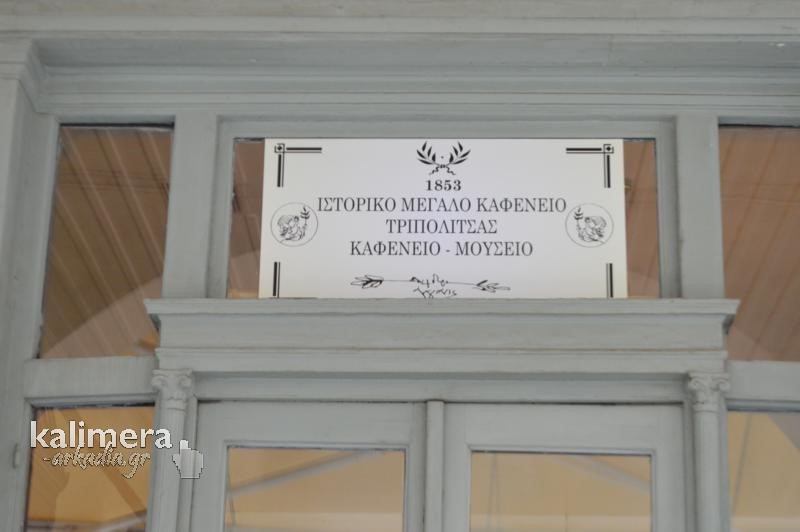 1853
ΙΣΤΟΡΙΚΟ ΜΕΓΑΛΟ ΚΑΦΕΝΕΙΟ
ΤΡΙΠΟΛΙΤΣΑΣ
ΚΑΦΕΝΕΙΟ - ΜΟΥΣΕΙΟ
kalimera
-arkadia.gr